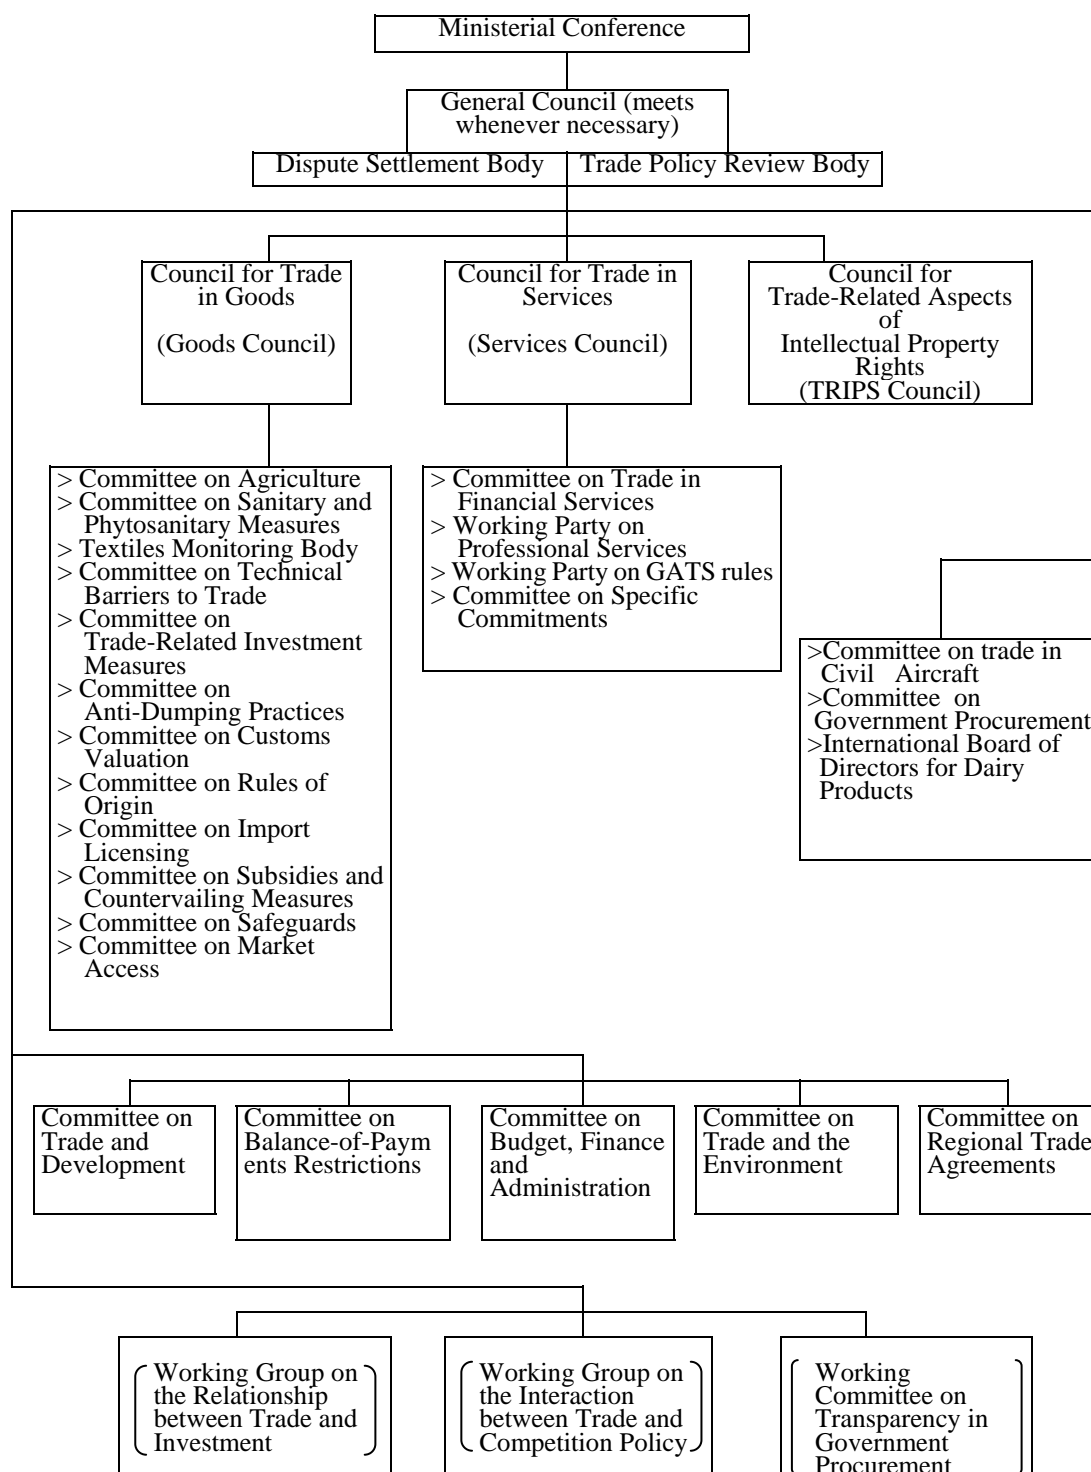 Ministerial Conference
General Council (meets
whenever necessary)
Dispute Settlement Body
Trade Policy Review Body
Council for Trade
in Goods
(Goods Council)
Council for Trade in
Services
(Services Council)
Council for
Trade-Related Aspects
of
Intellectual Property
Rights
(TRIPS Council)
> Committee on Agriculture
> Committee on Sanitary and
Phytosanitary Measures
> Textiles Monitoring Body
> Committee on Technical
Barriers to Trade
> Committee on
Trade-Related Investment
Measures
> Committee on
Anti-Dumping Practices
> Committee on Customs
Valuation
> Committee on Rules of
Origin
> Committee on Import
Licensing
> Committee on Subsidies and
Countervailing Measures
> Committee on Safeguards
> Committee on Market
Access
> Committee on Trade in
Financial Services
> Working Party on
Professional Services
> Working Party on GATS rules
> Committee on Specific
Commitments
>Committee on trade in
Civil Aircraft
>Committee on
Government Procurement
>International Board of
Directors for Dairy
Products
Committee on
Trade and
Development
Committee on
Balance-of-Paym
ents Restrictions
Committee on
Budget, Finance
and
Administration
Committee on
Trade and the
Environment
Committee on
Regional Trade
Agreements
Working Group on
the Relationship
between Trade and
Investment
Working Group on
the Interaction
between Trade and
Competition Policy
Working
Committee on
Transparency in
Government
Procurement